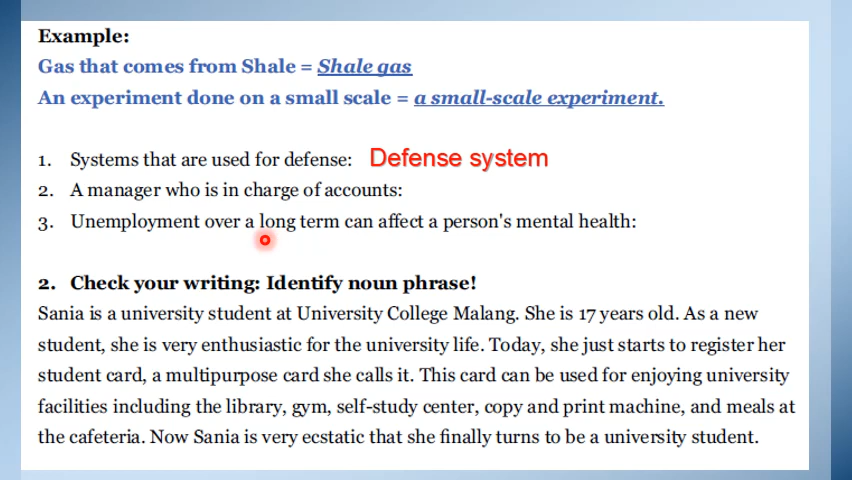 Example:
Gas that comes from Shale = Shale gas
An experiment done on a small scale = a small-scale experiment.
1. Systems that are used for defense: Defense system
2. A manager who is in charge of accounts:
3. Unemployment over a long term can affect a person's mental health:
2. Check your writing: Identify noun phrase!
Sania is a university student at University College Malang. She is 17 years old. As a new
student, she is very enthusiastic for the university life. Today, she just starts to register her
student card, a multipurpose card she calls it. This card can be used for enjoying university
facilities including the library, gym, self-study center, copy and print machine, and meals at
the cafeteria. Now Sania is very ecstatic that she finally turns to be a university student.